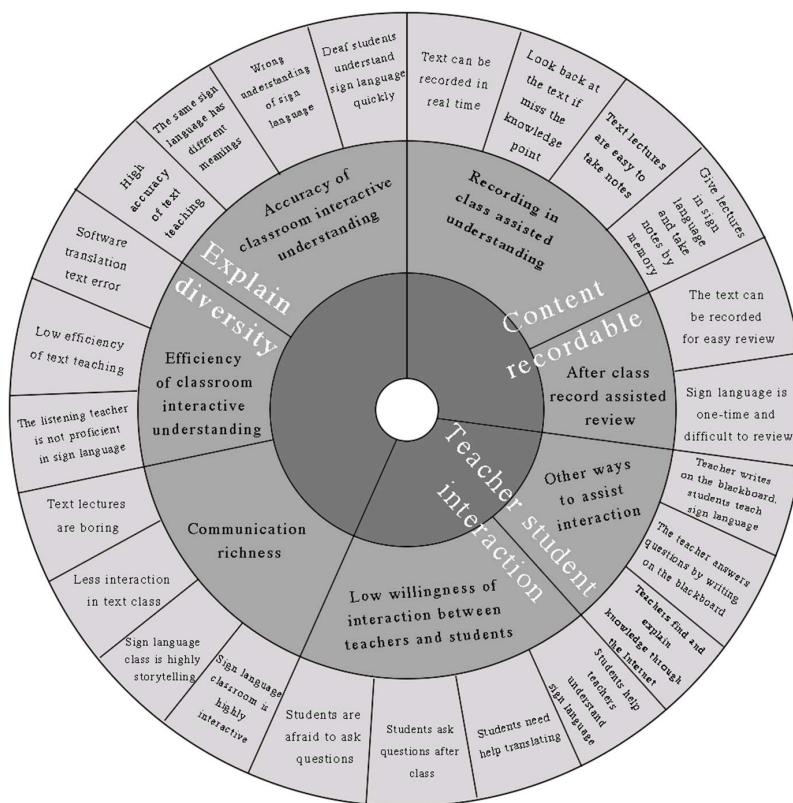 Text can be
recorded in
real time
Look back at
the text if
miss the
knowledge
point
Text lectures
are easy to
take notes
Give lectures
in sign
language
and take
notes by
memory
The text can
be recorded
for easy review
Sign language is
one-time and
difficult to review
Teacher writes
on the blackboard,
students teach
sign language
The teacher answers
questions by writing
on the blackboard
Teachers find and
explain
knowledge through
the Internet
Students help
teachers
understand
sign language
Students need
help translating
Students ask
questions after
class
Students are
afraid to ask
questions
Sign language
classroom is
highly
interactive
Sign language
class is highly
storytelling
Less interaction
in text class
Text lectures
are boring
The listening teacher
is not proficient
in sign language
Low efficiency
of text teaching
Software
translation
text error
High
accuracy
of text
teaching
The same sign
language has
different
meanings
Wrong
understanding
of sign
language
Deaf students
understand
sign language
quickly
Recording in
class assisted
understanding
After class
record assisted
review
Other ways
to assist
interaction
Low willingness of
interaction between
teachers and students
Communication
richness
Efficiency
of classroom
interactive
understanding
Accuracy of
classroom interactive
understanding
Content
recordable
Teacher student
interaction
Explain
diversity